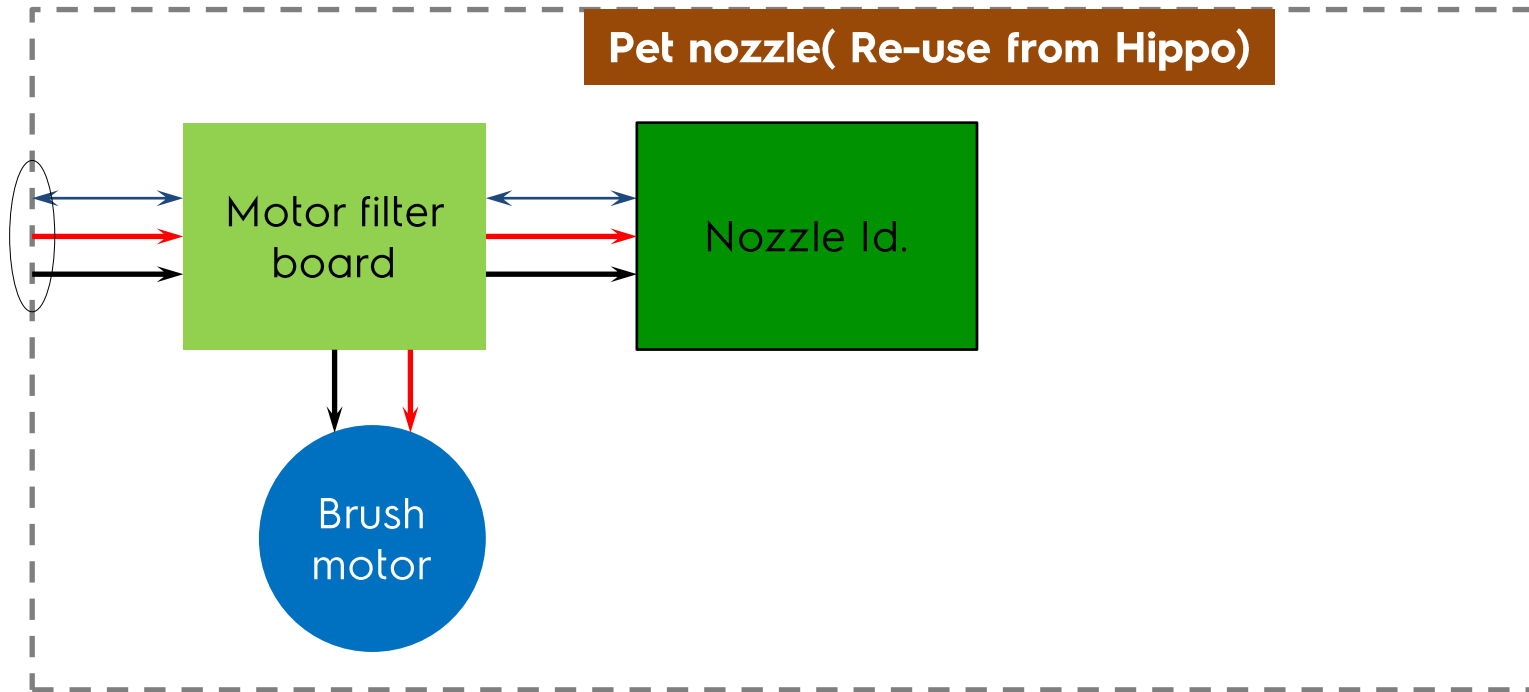 Pet nozzle( Re-use from Hippo)
Motor filter
board
Nozzle Id.
Brush
motor